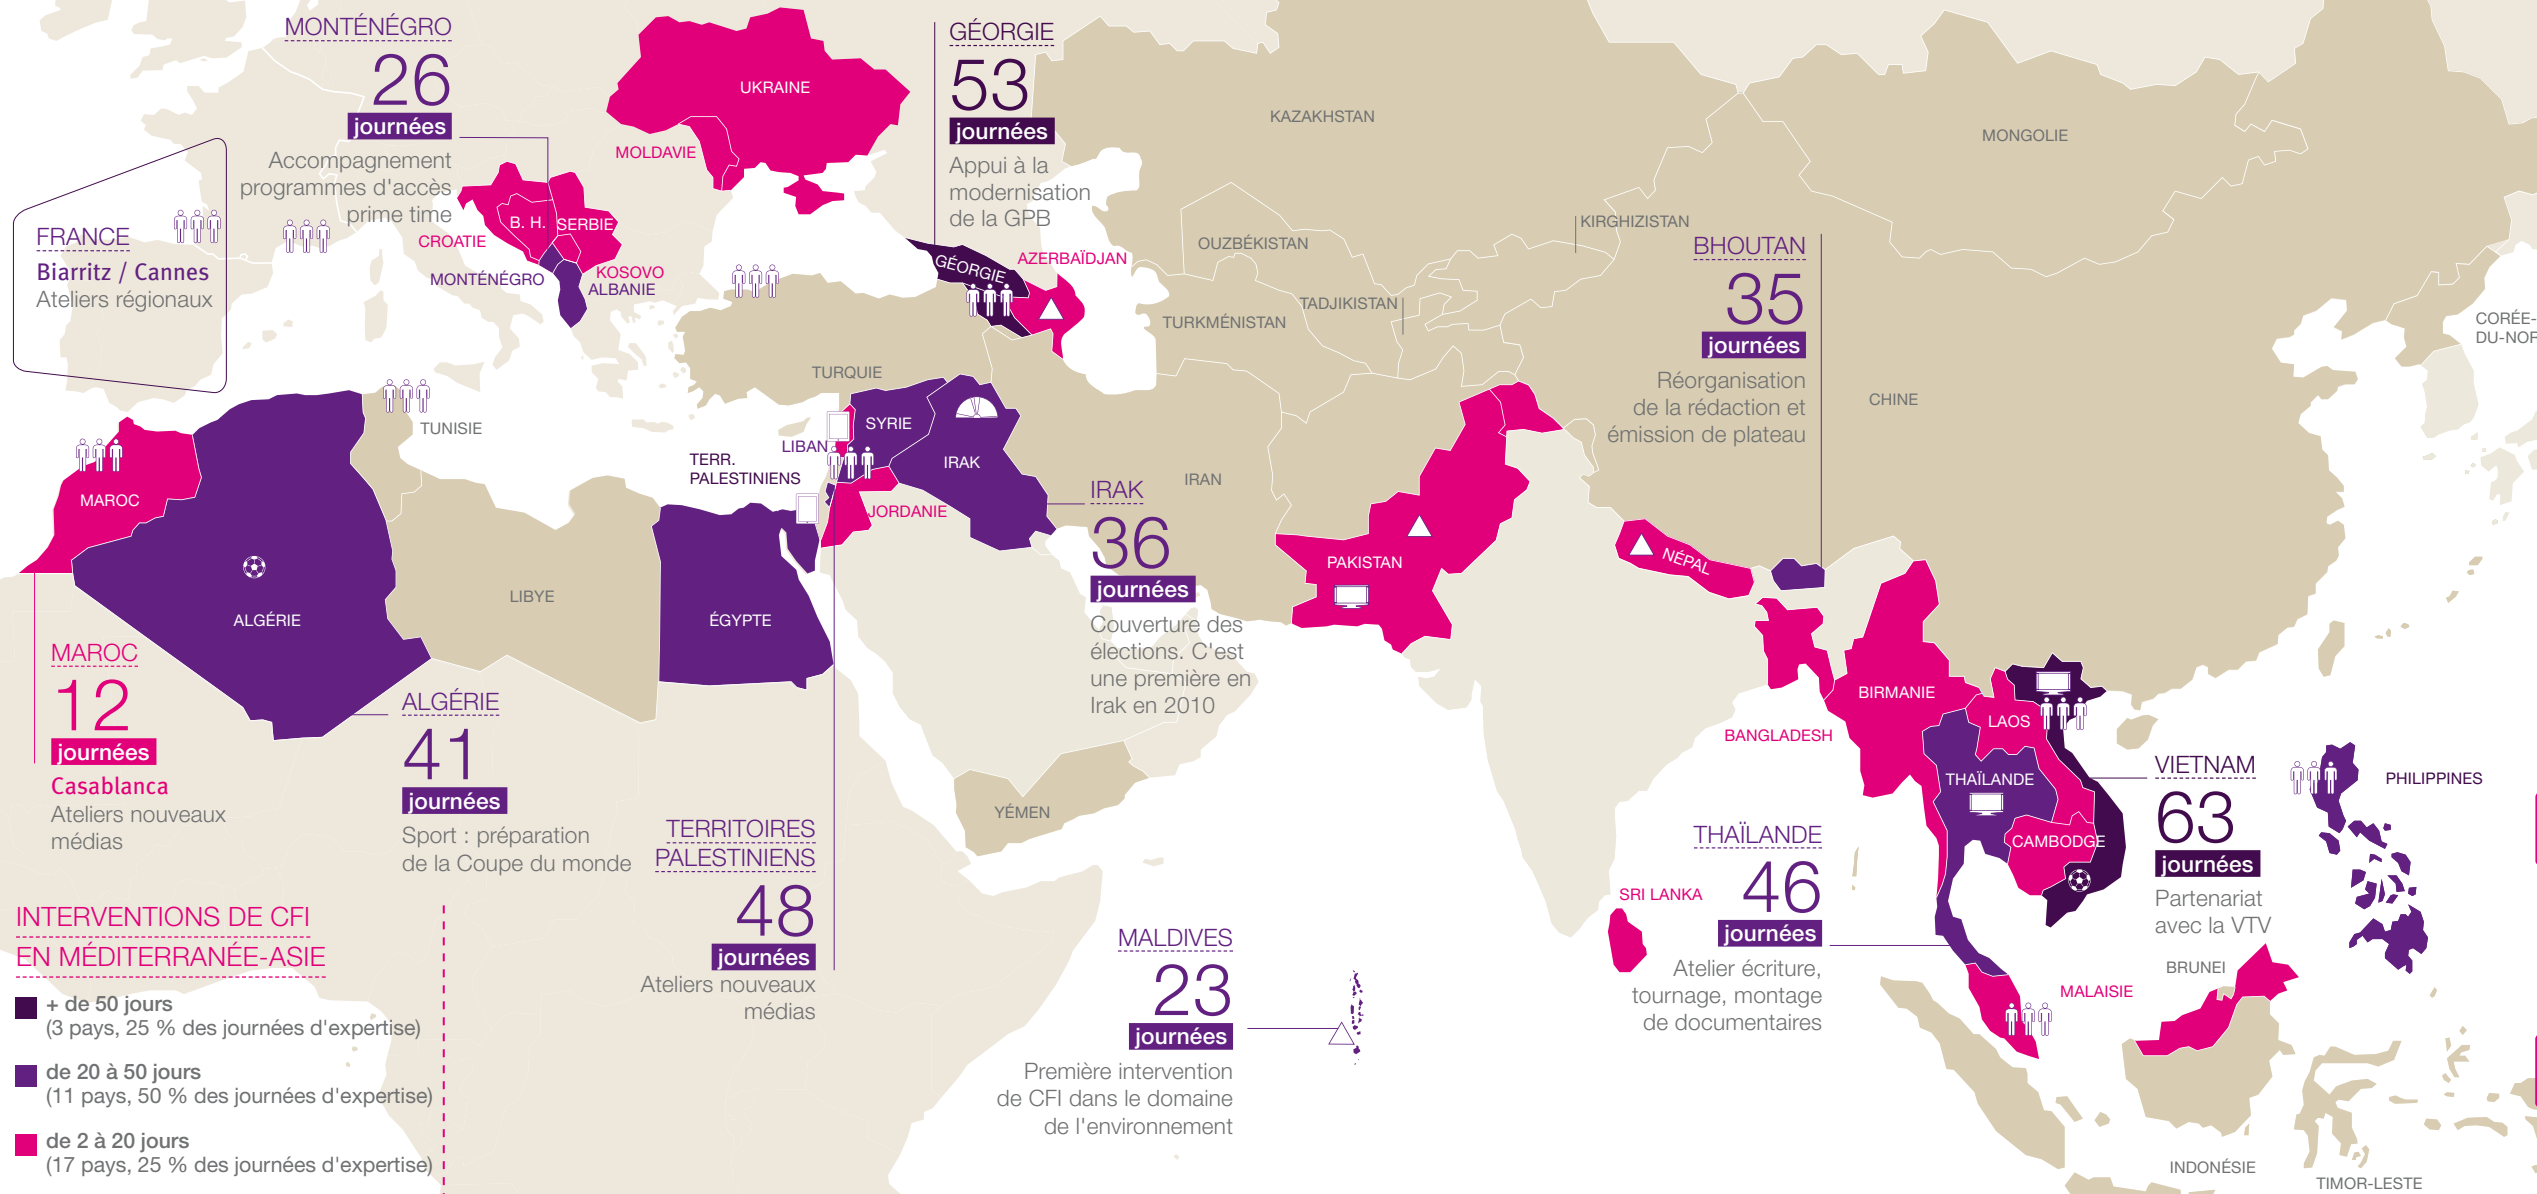 MONTÉNÉGRO
26
journées
Accompagnement
programmes d'accès
prime time
FRANCE
Biarritz / Cannes
Ateliers régionaux
GÉORGIE
53
journées
Appui à la
modernisation
de la GPB
UKRAINE
MOLDAVIE
B. H.
SERBIE
CROATIE
MONTÉNÉGRO
KOSOVO
ALBANIE
GÉORGIE
AZERBAÏDJAN
KAZAKHSTAN
MONGOLIE
OUZBÉKISTAN
KIRGHIZISTAN
TADJIKISTAN
TURKMÉNISTAN
BHOUTAN
35
journées
Réorganisation
de la rédaction et
émission de plateau
CHINE
CORÉE-
DU-NOR
TURQUIE
TUNISIE
SYRIE
LIBAN
TERR.
PALESTINIENS
IRAK
JORDANIE
IRAN
MAROC
ALGÉRIE
LIBYE
ÉGYPTE
IRAK
36
journées
Couverture des
élections. C'est
une première en
Irak en 2010
PAKISTAN
NÉPAL
MAROC
12
journées
Casablanca
Ateliers nouveaux
médias
ALGÉRIE
41
journées
Sport : préparation
de la Coupe du monde
TERRITOIRES
PALESTINIENS
48
journées
Ateliers nouveaux
médias
YÉMEN
BIRMANIE
LAOS
BANGLADESH
THAÏLANDE
CAMBODGE
VIETNAM
63
journées
Partenariat
avec la VTV
PHILIPPINES
THAÏLANDE
46
journées
Atelier écriture,
tournage, montage
de documentaires
SRI LANKA
MALDIVES
23
journées
Première intervention
de CFI dans le domaine
de l'environnement
BRUNEI
MALAISIE
INDONÉSIE
TIMOR-LESTE
INTERVENTIONS DE CFI
EN MÉDITERRANÉE-ASIE
+ de 50 jours
(3 pays, 25 % des journées d'expertise)
de 20 à 50 jours
(11 pays, 50 % des journées d'expertise)
de 2 à 20 jours
(17 pays, 25 % des journées d'expertise)